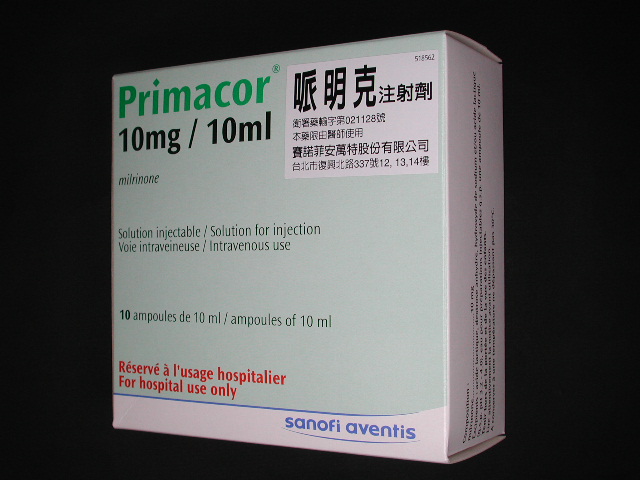 Primacor®
10mg / 10ml
milrinone
Solution injectable / Solution for injection
Voie intraveineuse / Intravenous use
10 ampoules de 10 ml / ampoules of 10 ml
Réservé à l'usage hospitalier
For hospital use only
sanofi aventis
518562
哌明克注射劑
衛署藥輸字第021128號
本藥限由醫師使用
賽諾菲安萬特股份有限公司
台北市復興北路337號12, 13,14樓